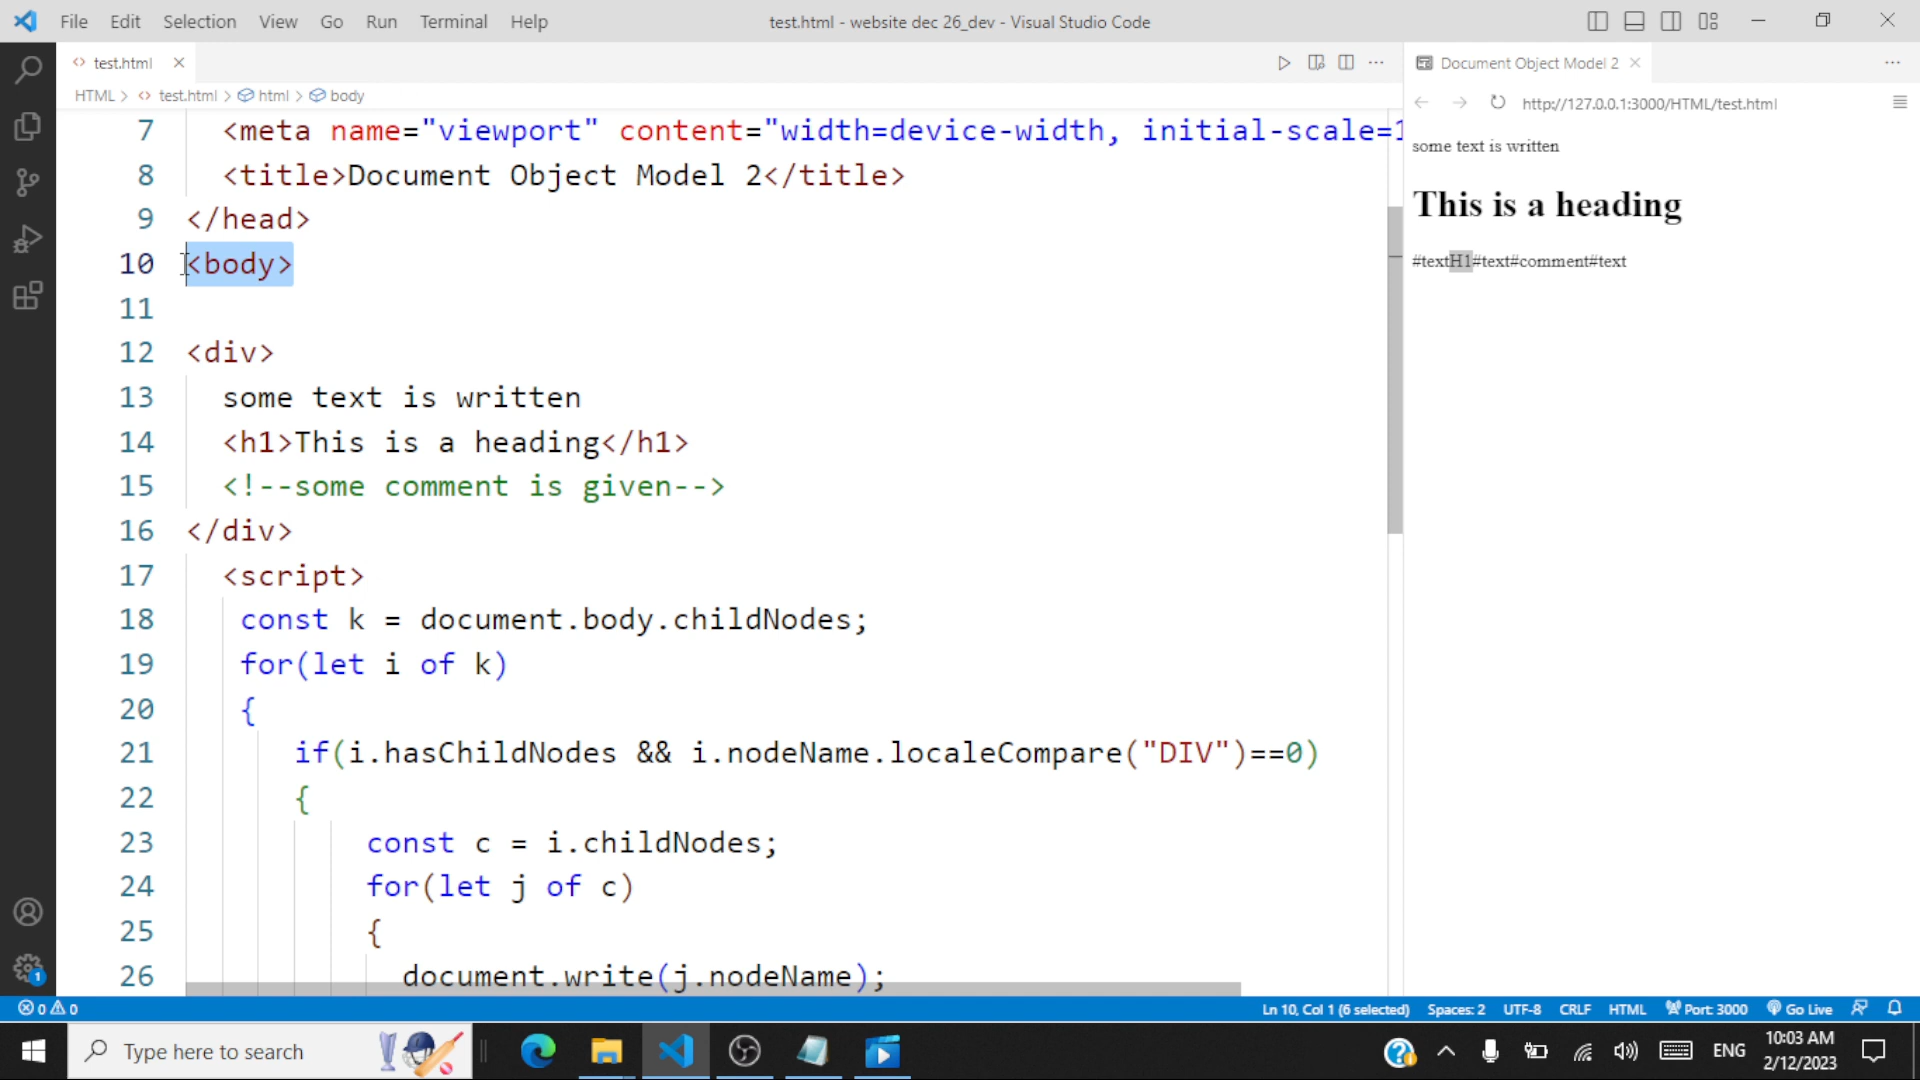 File Edit Selection View Go Run Terminal Help
test.html - website dec 26_dev - Visual Studio Code
test.html
HTML > test.html > html > body
7 <meta name="viewport" content="width=device-width, initial-scale=1
8 <title>Document Object Model 2</title>
9 </head>
10 <body>
11
12 <div>
13 some text is written
14 <h1>This is a heading</h1>
15 <!--some comment is given-->
16 </div>
17 <script>
18 const k = document.body.childNodes;
19 for(let i of k)
20 {
21 if(i.hasChildNodes && i.nodeName.localeCompare("DIV")==0)
22 {
23 const c = i.childNodes;
24 for(let j of c)
25 {
26 document.write(j.nodeName);
Document Object Model 2
http://127.0.0.1:3000/HTML/test.html
some text is written
This is a heading
#textH1#text#comment#text
1
0 0
Ln 10, Col 1 (6 selected) Spaces: 2 UTF-8 CRLF HTML Port: 3000 Go Live
Type here to search
ENG
10:03 AM
2/12/2023